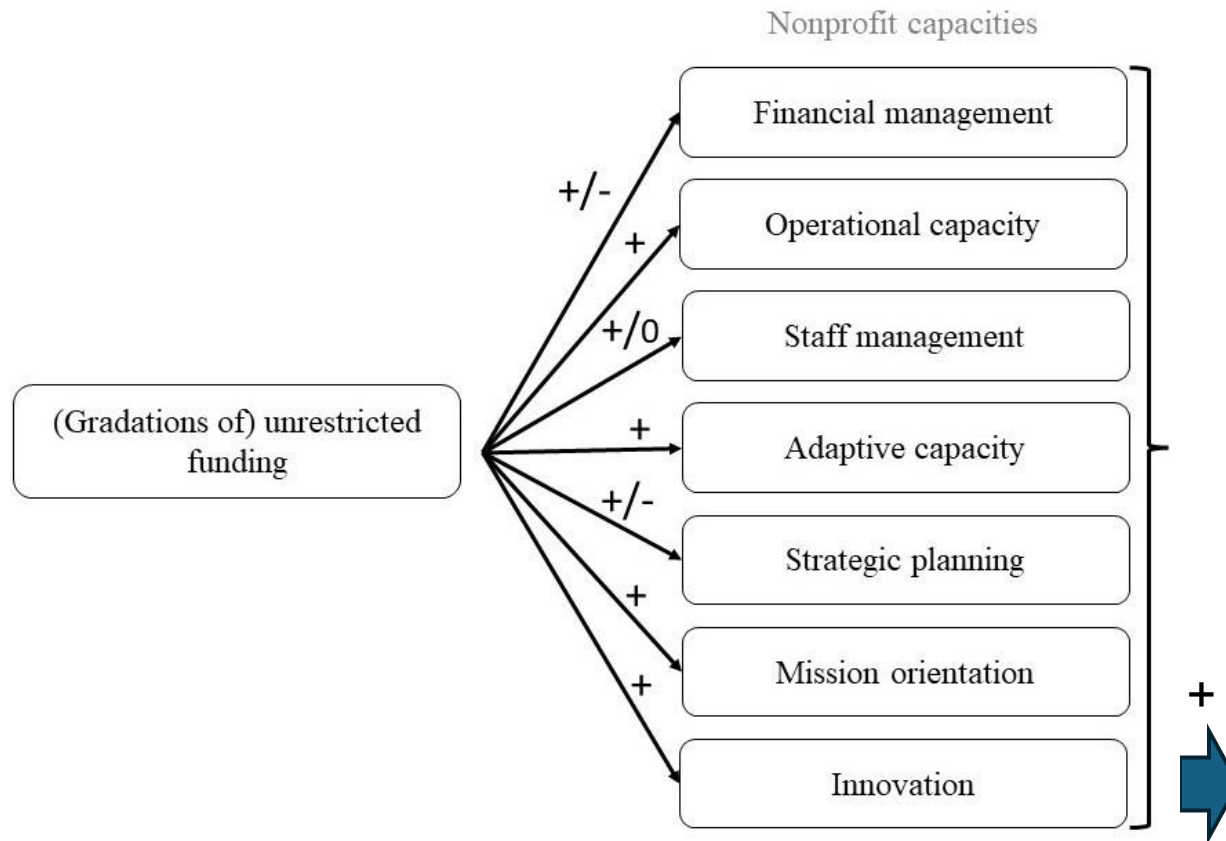 Nonprofit capacities
Financial management
+/-
Operational capacity
+
+/0
Staff management
(Gradations of) unrestricted
funding
+
Adaptive capacity
+/-
Strategic planning
+
Mission orientation
+
+
Innovation